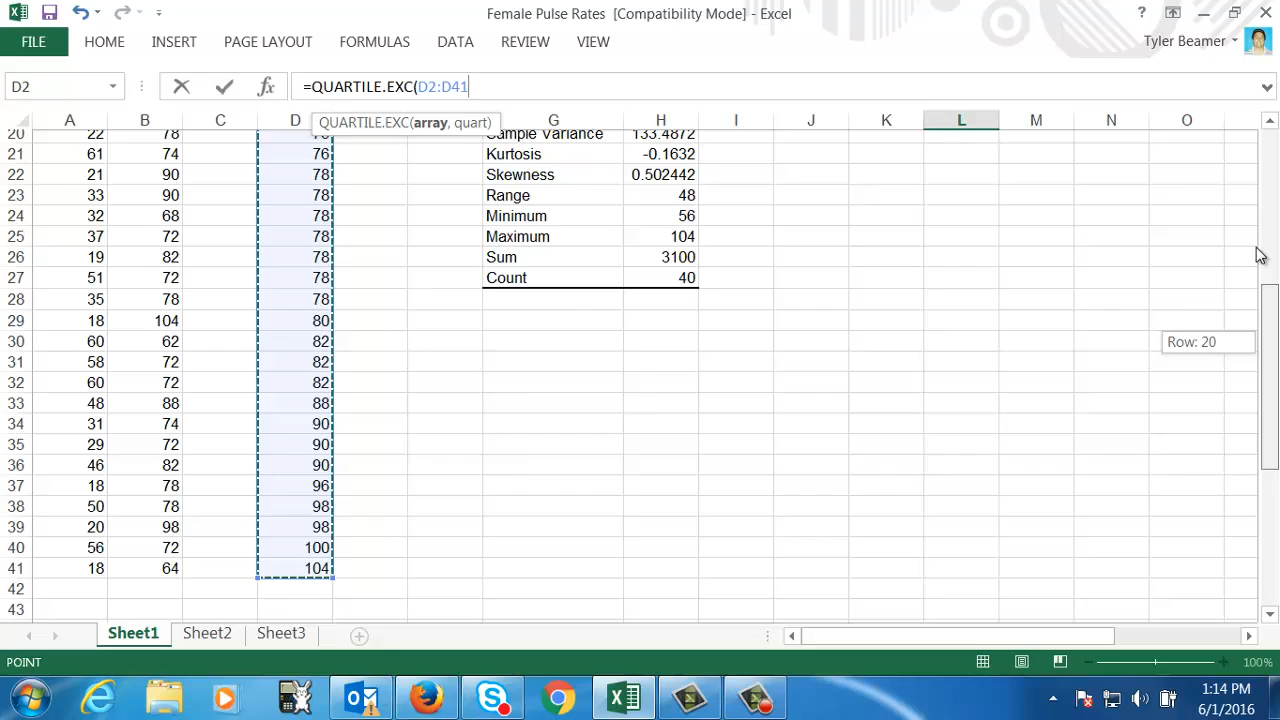 Female Pulse Rates [Compatibility Mode] - Excel
FILE HOME INSERT PAGE LAYOUT FORMULAS DATA REVIEW VIEW Tyler Beamer
D2 fx =QUARTILE.EXC(D2:D41
QUARTILE.EXC(array, quart)
A B C D G H I J K L M N O
20 22 78 Sample Variance 133.4872
21 61 74 76 Kurtosis -0.1632
22 21 90 78 Skewness 0.502442
23 33 90 78 Range 48
24 32 68 78 Minimum 56
25 37 72 78 Maximum 104
26 19 82 78 Sum 3100
27 51 72 78 Count 40
28 35 78 78
29 18 104 80
30 60 62 82 Row: 20
31 58 72 82
32 60 72 82
33 48 88 88
34 31 74 90
35 29 72 90
36 46 82 90
37 18 78 96
38 50 78 98
39 20 98 98
40 56 72 100
41 18 64 104
42
43
Sheet1 Sheet2 Sheet3
POINT 100%
1:14 PM
6/1/2016